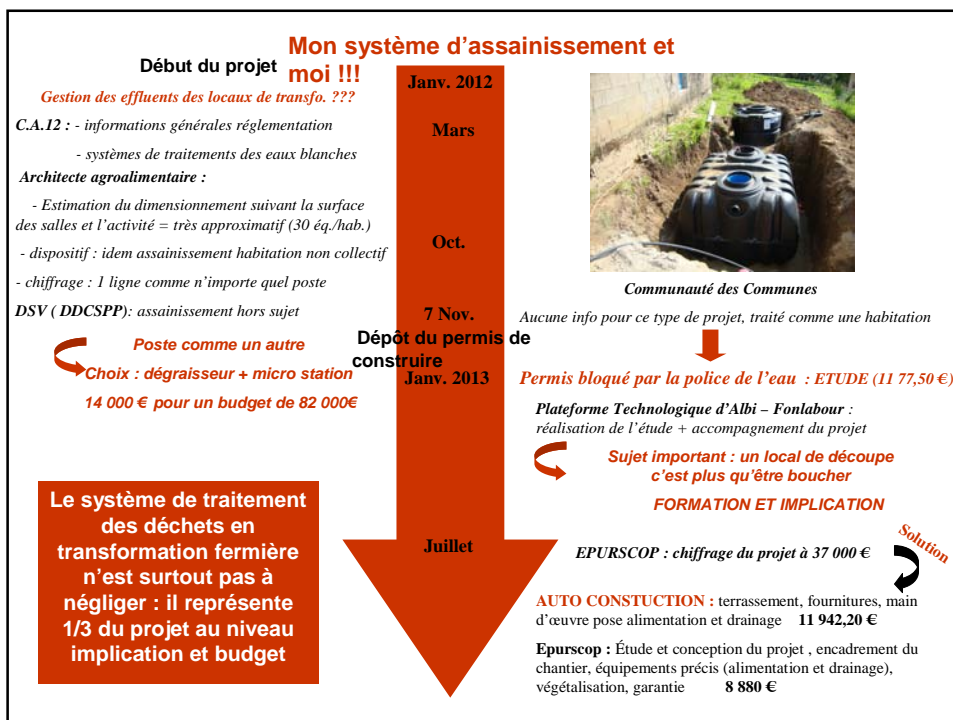 Mon système d'assainissement et
moi !!!
Début du projet
Gestion des effluents des locaux de transfo. ???
C.A.12 : - informations générales réglementation
- systèmes de traitements des eaux blanches
Architecte agroalimentaire :
- Estimation du dimensionnement suivant la surface
des salles et l'activité = très approximatif (30 éq./hab.)
- dispositif : idem assainissement habitation non collectif
- chiffrage : 1 ligne comme n'importe quel poste
DSV ( DDCSPP): assainissement hors sujet
Poste comme un autre
Choix : dégraisseur + micro station
14 000 € pour un budget de 82 000€
Le système de traitement
des déchets en
transformation fermière
n'est surtout pas à
négliger : il représente
1/3 du projet au niveau
implication et budget
Janv. 2012
Mars
Oct.
7 Nov.
Dépôt du permis de
construire
Janv. 2013
Juillet
Communauté des Communes
Aucune info pour ce type de projet, traité comme une habitation
Permis bloqué par la police de l'eau : ETUDE (11 77,50 €)
Plateforme Technologique d'Albi – Fonlabour :
réalisation de l'étude + accompagnement du projet
Sujet important : un local de découpe
c'est plus qu'être boucher
FORMATION ET IMPLICATION
EPURSCOP : chiffrage du projet à 37 000 €
Solution
AUTO CONSTUCTION : terrassement, fournitures, main
d'œuvre pose alimentation et drainage 11 942,20 €
Epurscop : Étude et conception du projet , encadrement du
chantier, équipements précis (alimentation et drainage),
végétalisation, garantie 8 880 €